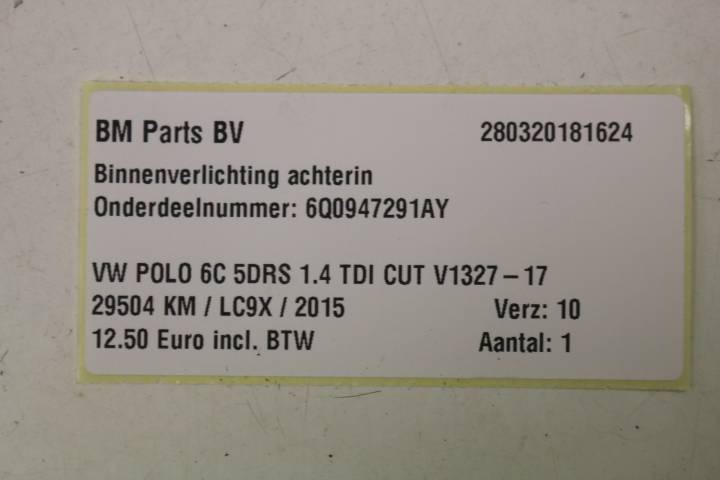 BM Parts BV 280320181624
Binnenverlichting achterin
Onderdeelnummer: 6Q0947291AY
VW POLO 6C 5DRS 1.4 TDI CUT V1327 – 17
29504 KM / LC9X / 2015 Verz: 10
12.50 Euro incl. BTW Aantal: 1